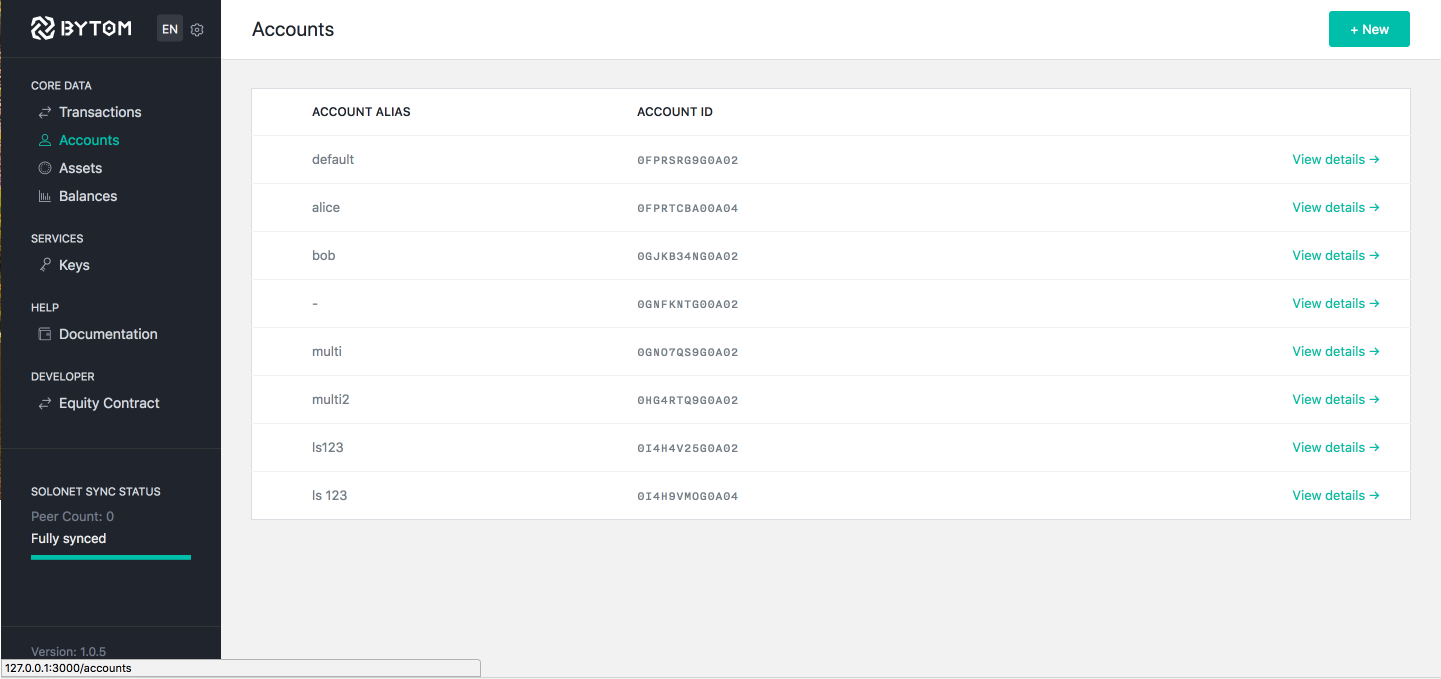 BYTOM
EN
CORE DATA
Transactions
Accounts
Assets
Balances
SERVICES
Keys
HELP
Documentation
DEVELOPER
Equity Contract
SOLONET SYNC STATUS
Peer Count: 0
Fully synced
Version: 1.0.5
127.0.0.1:3000/accounts
Accounts
+ New
ACCOUNT ALIAS ACCOUNT ID
default 0FPRSRG9G0A02 View details →
alice 0FPRTCBA00A04 View details →
bob 0GJKB34NG0A02 View details →
- 0GNFKNTG00A02 View details →
multi 0GNO7QS9G0A02 View details →
multi2 0HG4RTQ9G0A02 View details →
ls123 0I4H4V25G0A02 View details →
ls 123 0I4H9VMOG0A04 View details →